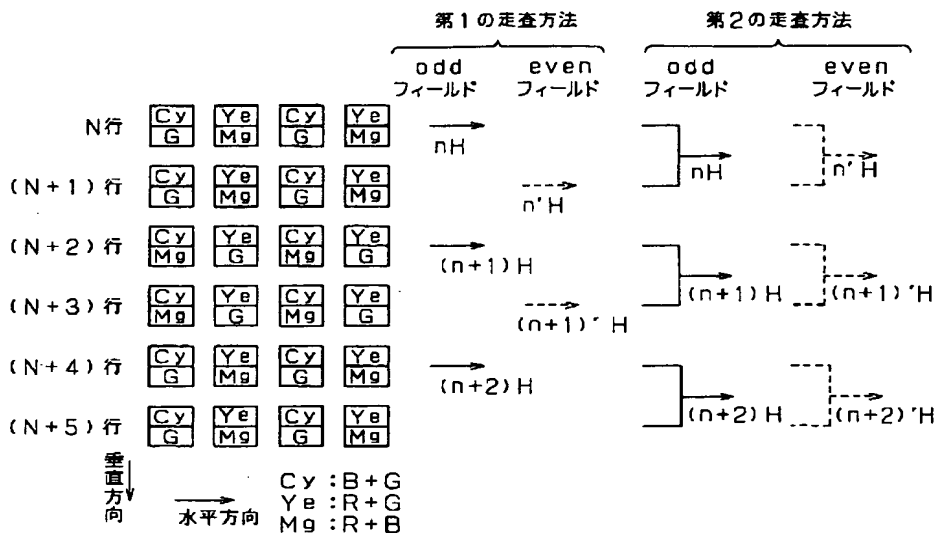 第1の走査方法 第2の走査方法
odd even odd even
フィールド フィールド フィールド フィールド
N行 Cy Ye Cy Ye
G Mg G Mg
nH nH n'H
(N+1)行 Cy Ye Cy Ye
G Mg G Mg
n'H
(N+2)行 Cy Ye Cy Ye
Mg G Mg G
(n+1)H (n+1)H (n+1)'H
(N+3)行 Cy Ye Cy Ye
Mg G Mg G
(n+1)'H
(N+4)行 Cy Ye Cy Ye
G Mg G Mg
(n+2)H (n+2)H (n+2)'H
(N+5)行 Cy Ye Cy Ye
G Mg G Mg
垂直方向
水平方向
Cy:B+G
Ye:R+G
Mg:R+B